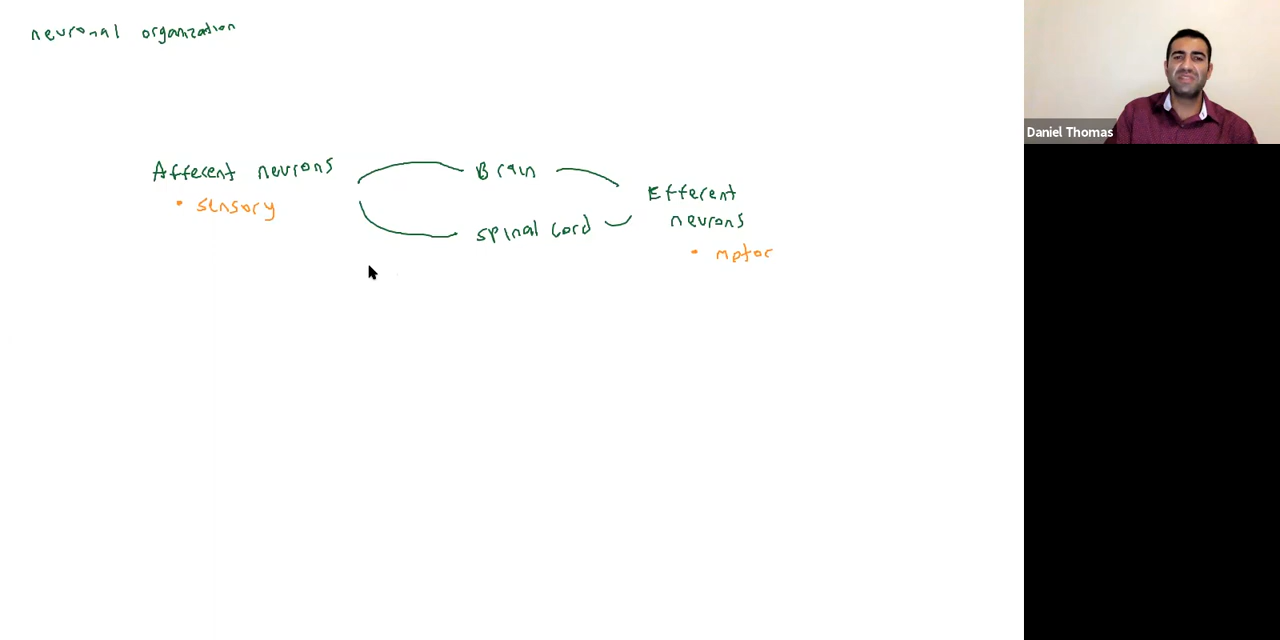 neuronal organization
Daniel Thomas
Afferent neurons
• sensory
Brain
spinal cord
Efferent
neurons
• motor